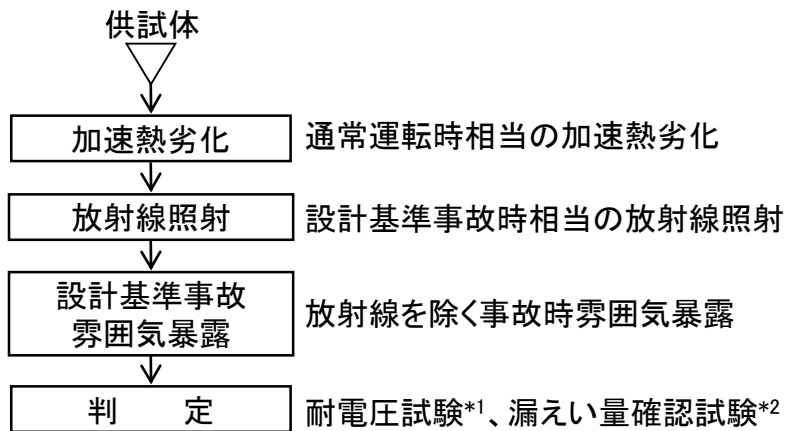 供試体
加速熱劣化 通常運転時相当の加速熱劣化
放射線照射 設計基準事故時相当の放射線照射
設計基準事故
雰囲気暴露 放射線を除く事故時雰囲気暴露
判 定 耐電圧試験*1、漏えい量確認試験*2